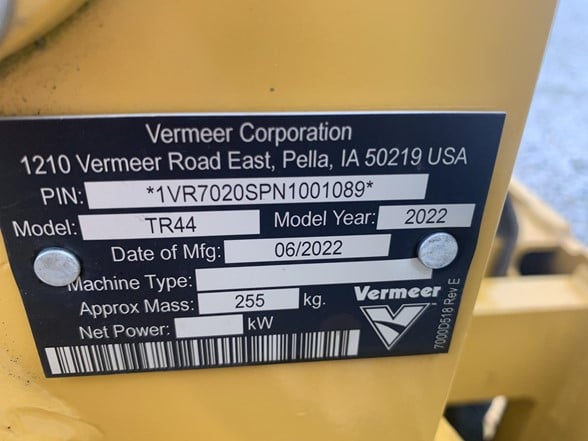 Vermeer Corporation
1210 Vermeer Road East, Pella, IA 50219 USA
PIN: *1VR7020SPN1001089*
Model: TR44 Model Year: 2022
Date of Mfg: 06/2022
Machine Type:
Approx Mass: 255 kg.
Net Power: kW
Vermeer
7000D518 Rev E